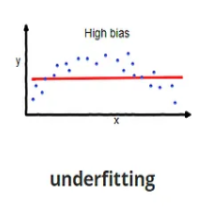 High bias
y
x
underfitting